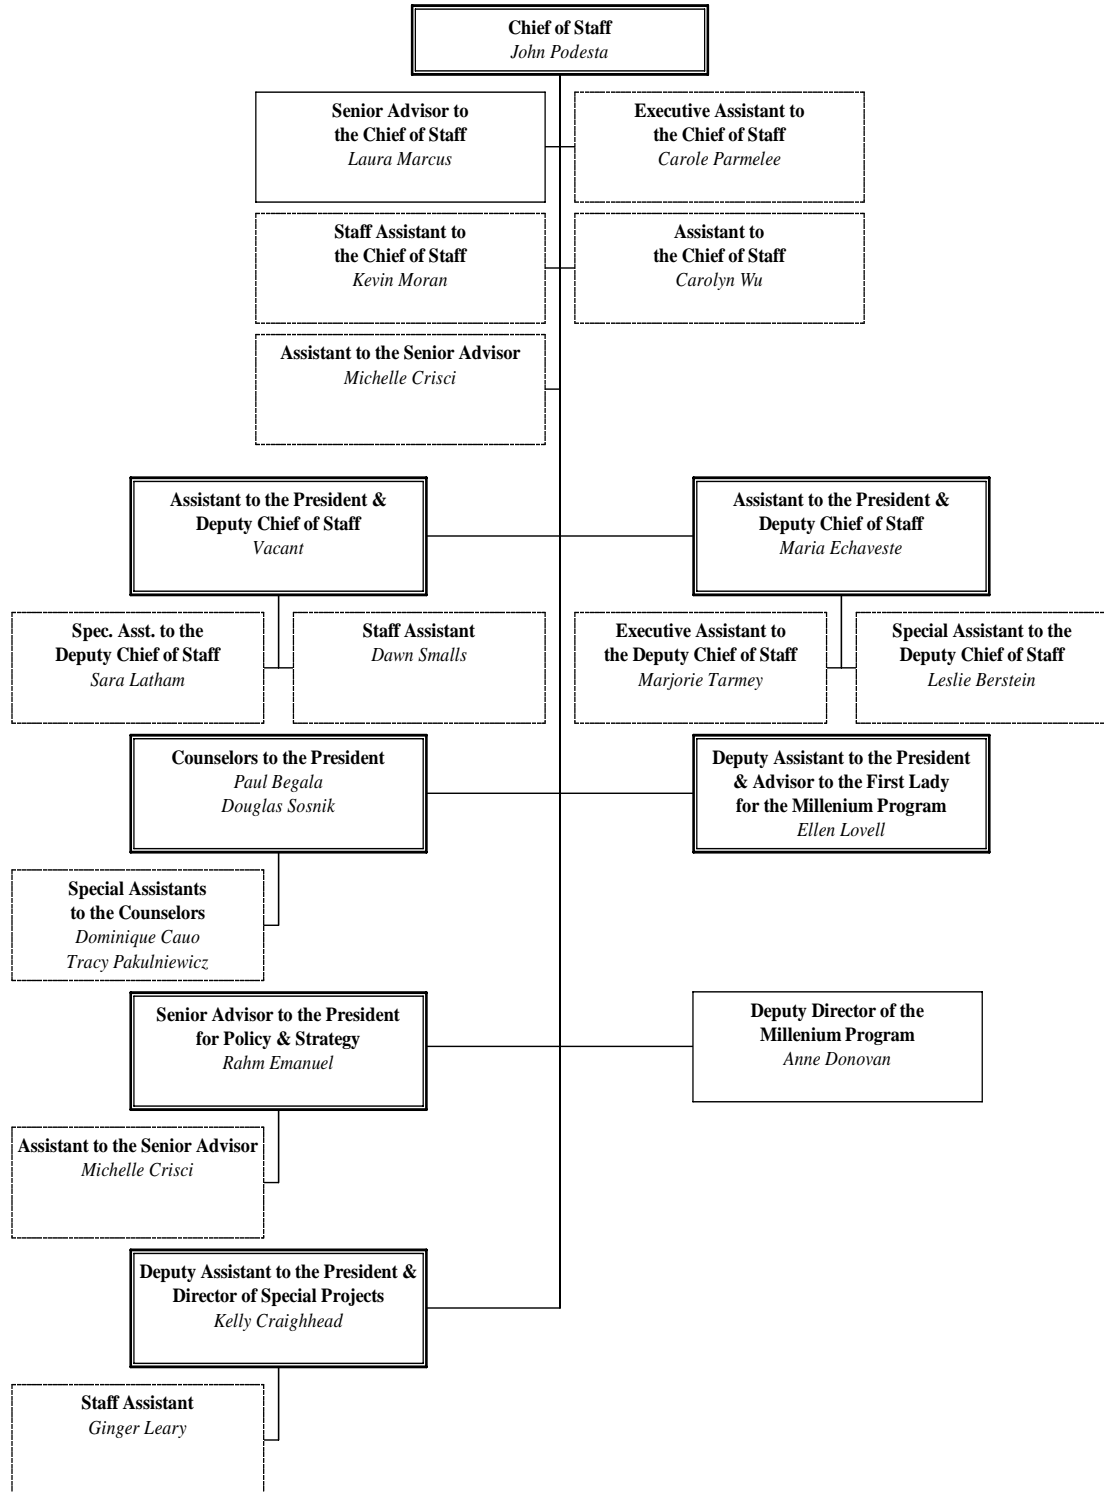 Chief of Staff
John Podesta
Senior Advisor to
the Chief of Staff
Laura Marcus
Executive Assistant to
the Chief of Staff
Carole Parmelee
Staff Assistant to
the Chief of Staff
Kevin Moran
Assistant to
the Chief of Staff
Carolyn Wu
Assistant to the Senior Advisor
Michelle Crisci
Assistant to the President &
Deputy Chief of Staff
Vacant
Assistant to the President &
Deputy Chief of Staff
Maria Echaveste
Spec. Asst. to the
Deputy Chief of Staff
Sara Latham
Staff Assistant
Dawn Smalls
Executive Assistant to
the Deputy Chief of Staff
Marjorie Tarmey
Special Assistant to the
Deputy Chief of Staff
Leslie Berstein
Counselors to the President
Paul Begala
Douglas Sosnik
Deputy Assistant to the President
& Advisor to the First Lady
for the Millenium Program
Ellen Lovell
Special Assistants
to the Counselors
Dominique Cauo
Tracy Pakulniewicz
Senior Advisor to the President
for Policy & Strategy
Rahm Emanuel
Deputy Director of the
Millenium Program
Anne Donovan
Assistant to the Senior Advisor
Michelle Crisci
Deputy Assistant to the President &
Director of Special Projects
Kelly Craighhead
Staff Assistant
Ginger Leary